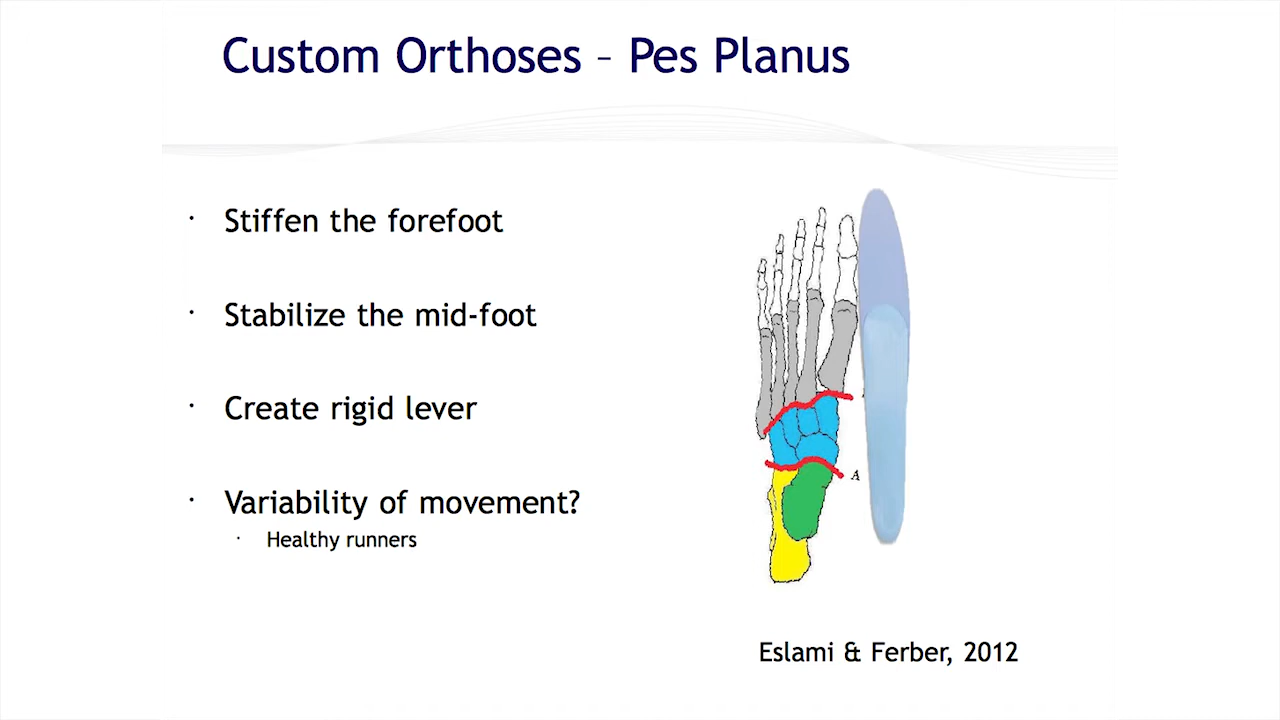 Custom Orthoses – Pes Planus
· Stiffen the forefoot
· Stabilize the mid-foot
· Create rigid lever
· Variability of movement?
· Healthy runners
A
Eslami & Ferber, 2012